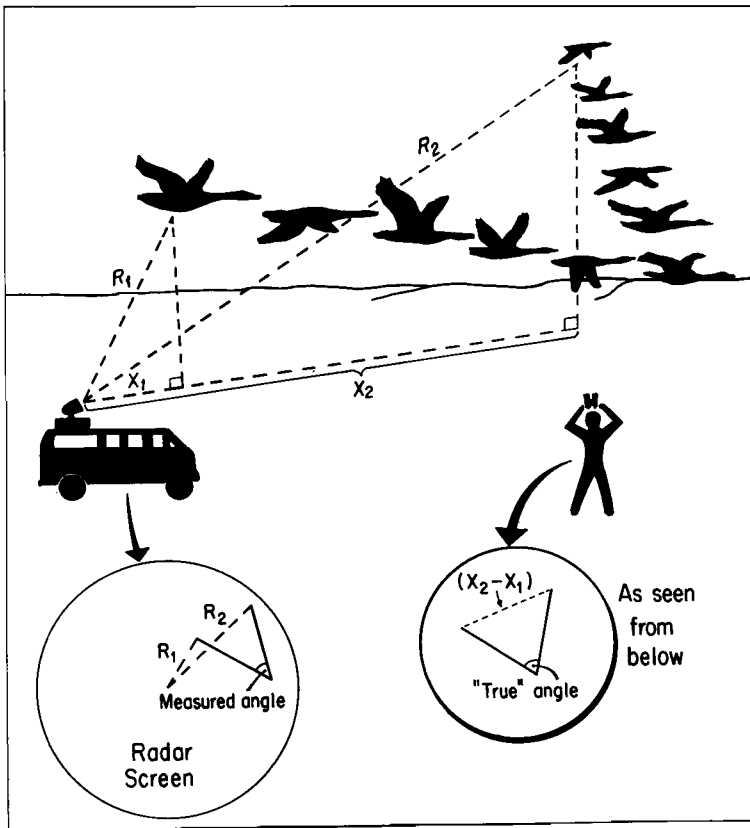 R2
R1
X1
X2
R2
R1
Measured angle
Radar
Screen
(X2-X1)
"True" angle
As seen
from
below